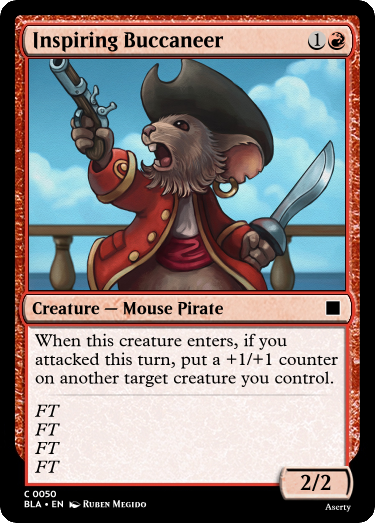 Inspiring Buccaneer 1
Creature — Mouse Pirate
When this creature enters, if you
attacked this turn, put a +1/+1 counter
on another target creature you control.
FT
FT
FT
FT
2/2
C 0050
BLA • EN Ruben Megido
Aserty